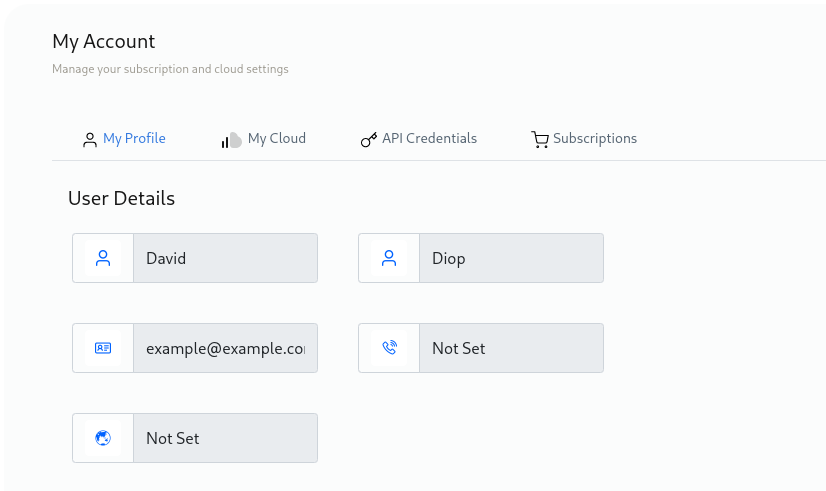 My Account
Manage your subscription and cloud settings
My Profile My Cloud API Credentials Subscriptions
User Details
David Diop
example@example.co Not Set
Not Set